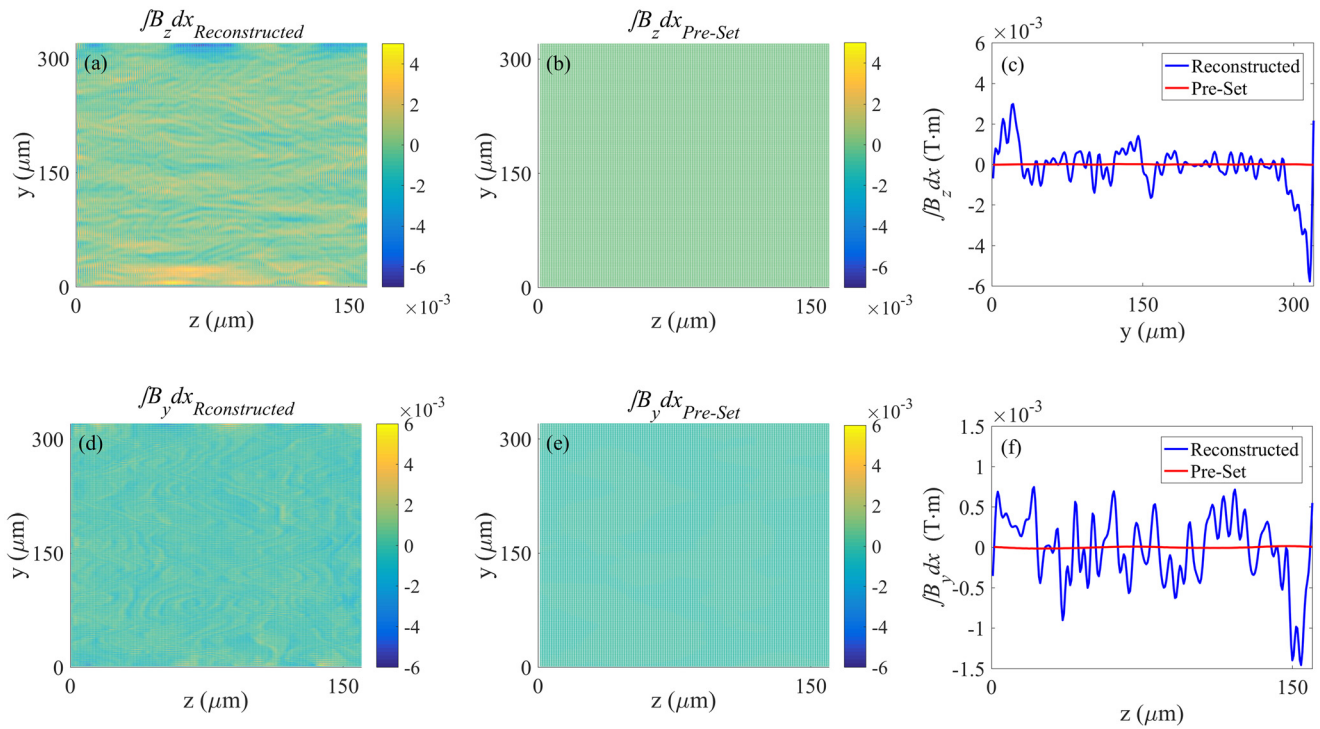 ∫B_z dx_Reconstructed
(a)
300
150
0
y (μm)
0
150
z (μm)
4
2
0
-2
-4
-6
×10^-3
∫B_z dx_Pre-Set
(b)
300
150
0
y (μm)
0
150
z (μm)
4
2
0
-2
-4
-6
×10^-3
×10^-3
(c)
Reconstructed
Pre-Set
6
4
2
0
-2
-4
-6
∫B_z dx (T·m)
0
150
300
y (μm)
∫B_y dx_Rconstructed
×10^-3
(d)
300
150
0
y (μm)
0
150
z (μm)
6
4
2
0
-2
-4
-6
∫B_y dx_Pre-Set
×10^-3
(e)
300
150
0
y (μm)
0
150
z (μm)
6
4
2
0
-2
-4
-6
×10^-3
(f)
Reconstructed
Pre-Set
1.5
1
0.5
0
-0.5
-1
-1.5
∫B_y dx (T·m)
0
150
z (μm)